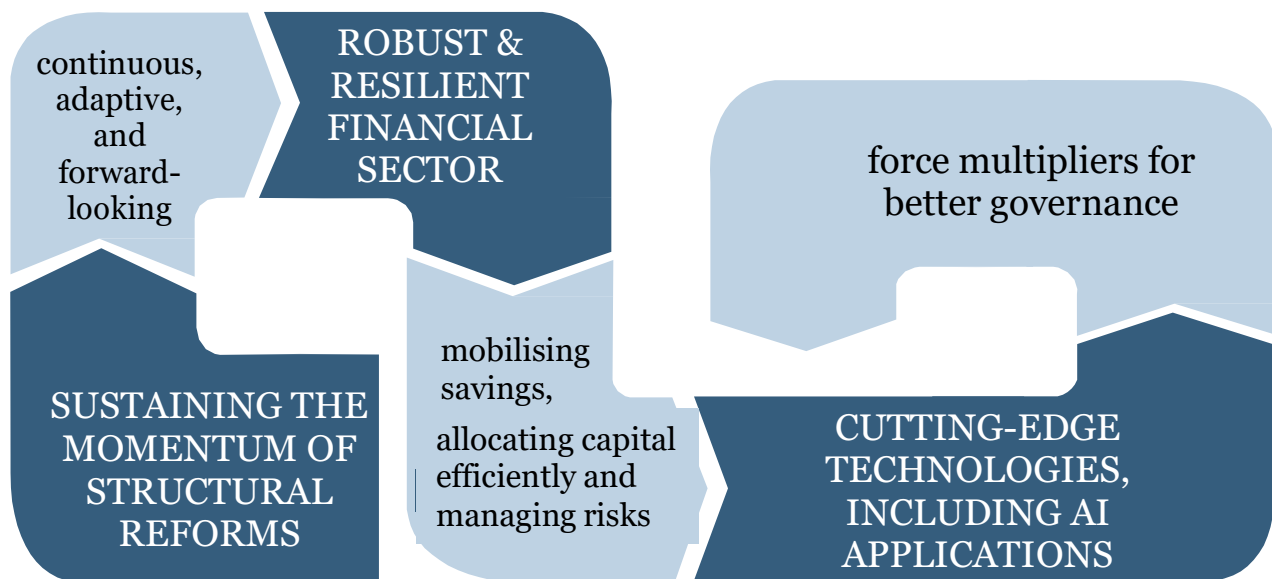 SUSTAINING THE
MOMENTUM OF
STRUCTURAL
REFORMS
continuous,
adaptive,
and
forward-
looking
ROBUST &
RESILIENT
FINANCIAL
SECTOR
mobilising
savings,
allocating capital
efficiently and
managing risks
CUTTING-EDGE
TECHNOLOGIES,
INCLUDING AI
APPLICATIONS
force multipliers for
better governance